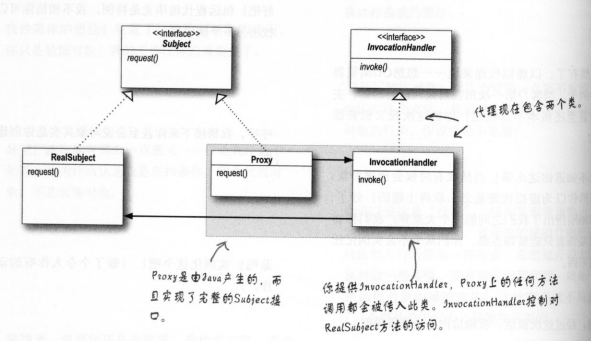 <<interface>>
Subject
request()
<<interface>>
InvocationHandler
invoke()
代理现在包含两个类。
RealSubject
request()
Proxy
request()
InvocationHandler
invoke()
Proxy是由Java产生的，而
且实现了完整的Subject接
口。
你提供InvocationHandler，Proxy上的任何方法
调用都会被传入此类。InvocationHandler控制对
RealSubject方法的访问。